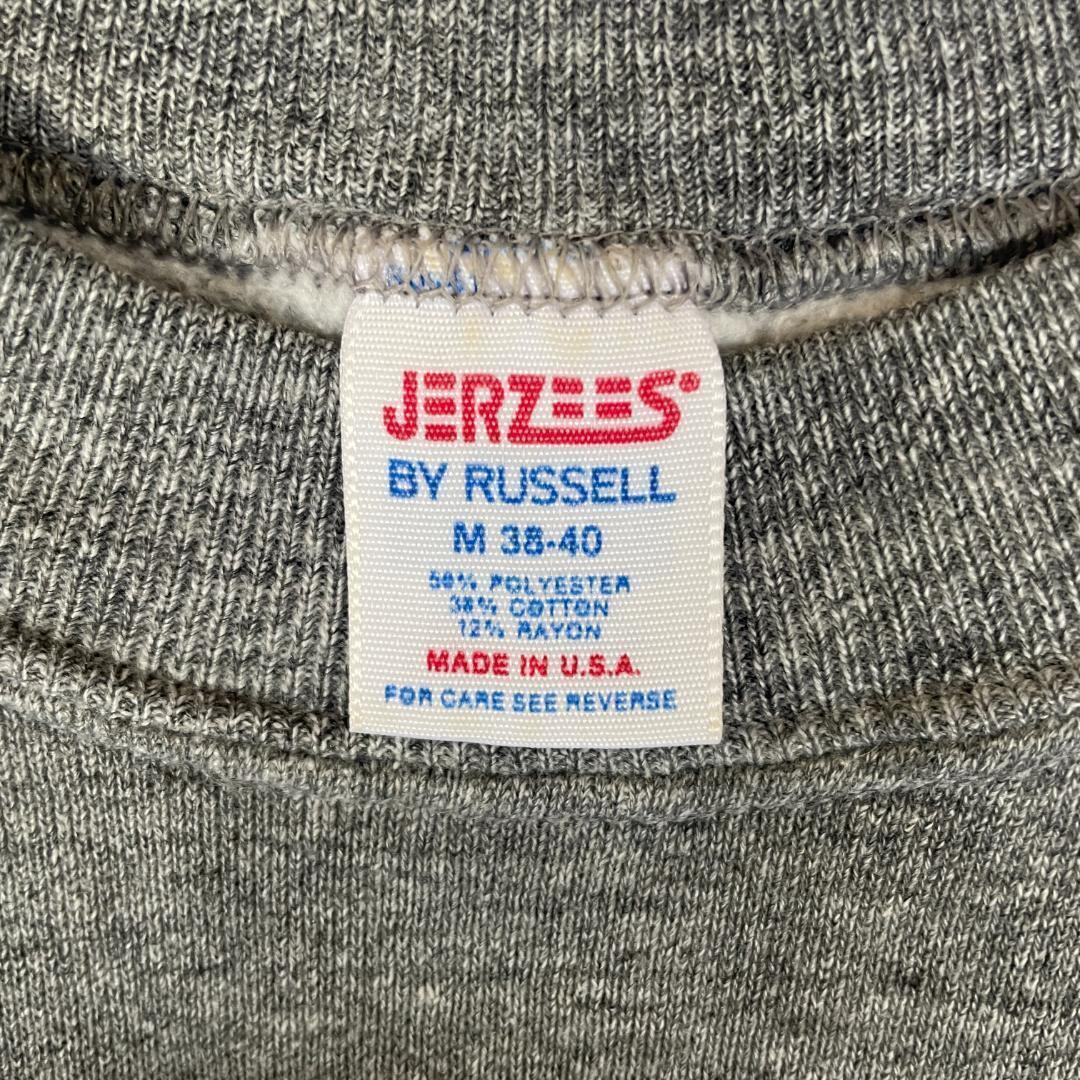 JERZEES®
BY RUSSELL
M 38-40
50% POLYESTER
38% COTTON
12% RAYON
MADE IN U.S.A.
FOR CARE SEE REVERSE